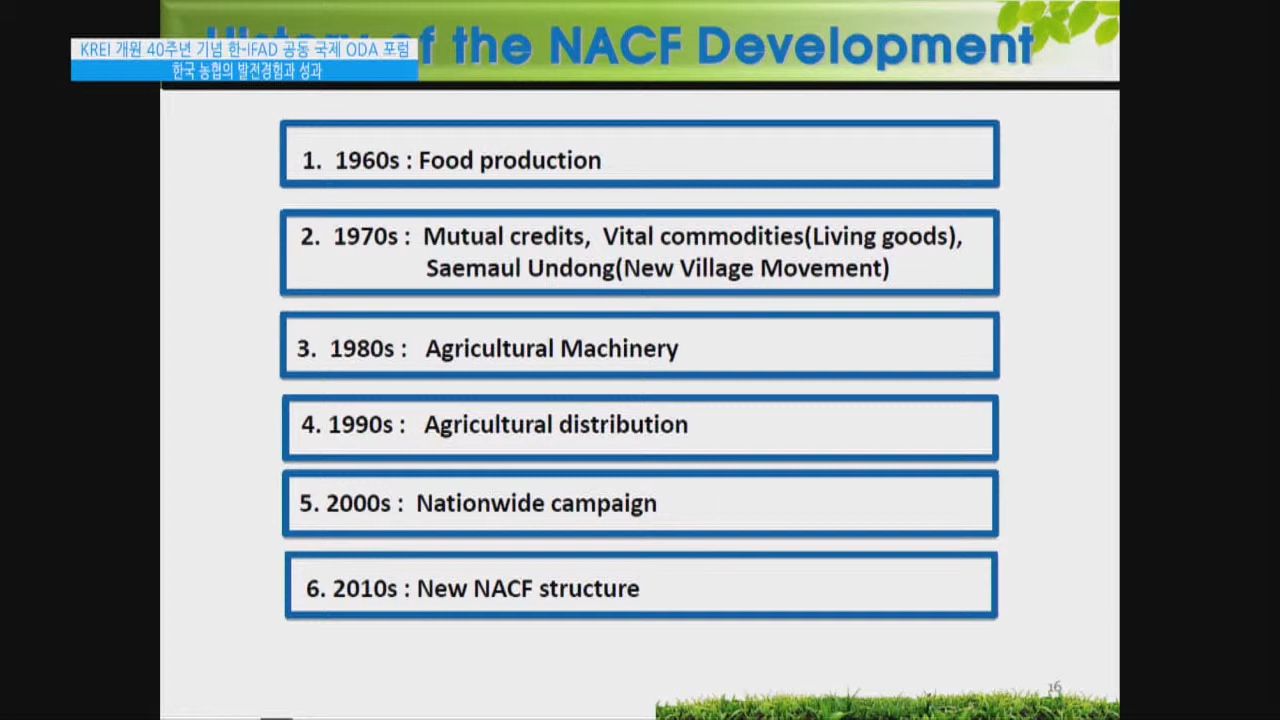 KREI 개원 40주년 기념 한-IFAD 공동 국제 ODA 포럼
한국 농협의 발전경험과 성과
History of the NACF Development
1. 1960s : Food production
2. 1970s : Mutual credits, Vital commodities(Living goods),
Saemaul Undong(New Village Movement)
3. 1980s : Agricultural Machinery
4. 1990s : Agricultural distribution
5. 2000s : Nationwide campaign
6. 2010s : New NACF structure
16